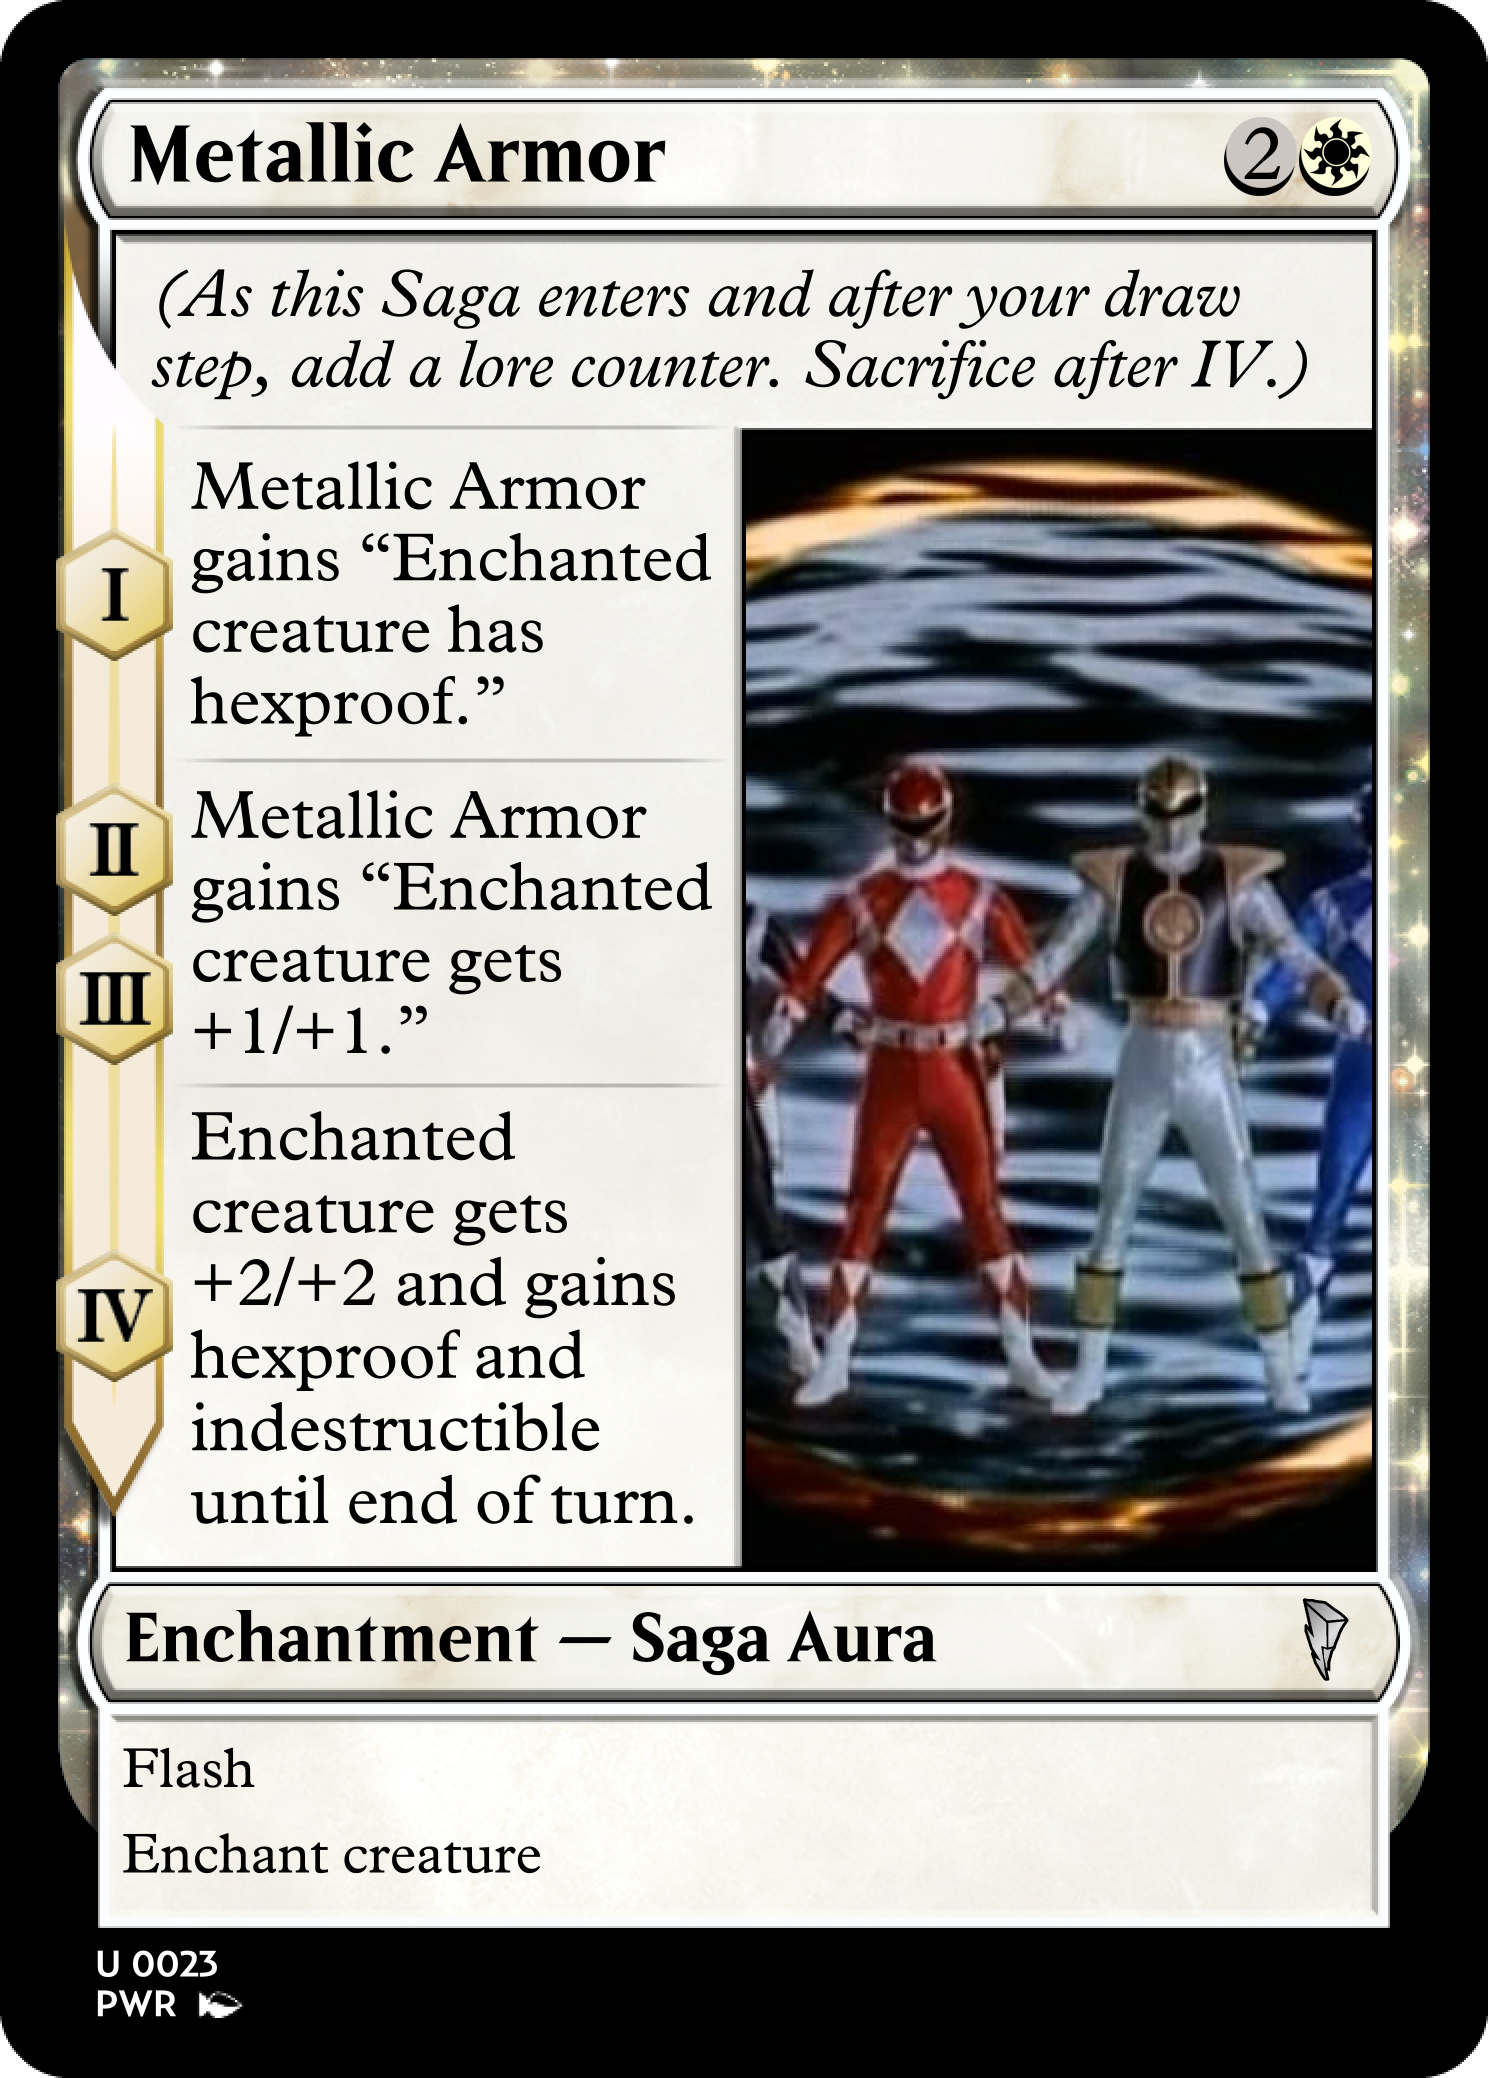 Metallic Armor 2
(As this Saga enters and after your draw
step, add a lore counter. Sacrifice after IV.)
I
Metallic Armor
gains “Enchanted
creature has
hexproof.”
II
III
Metallic Armor
gains “Enchanted
creature gets
+1/+1.”
IV
Enchanted
creature gets
+2/+2 and gains
hexproof and
indestructible
until end of turn.
Enchantment — Saga Aura
Flash
Enchant creature
U 0023
PWR